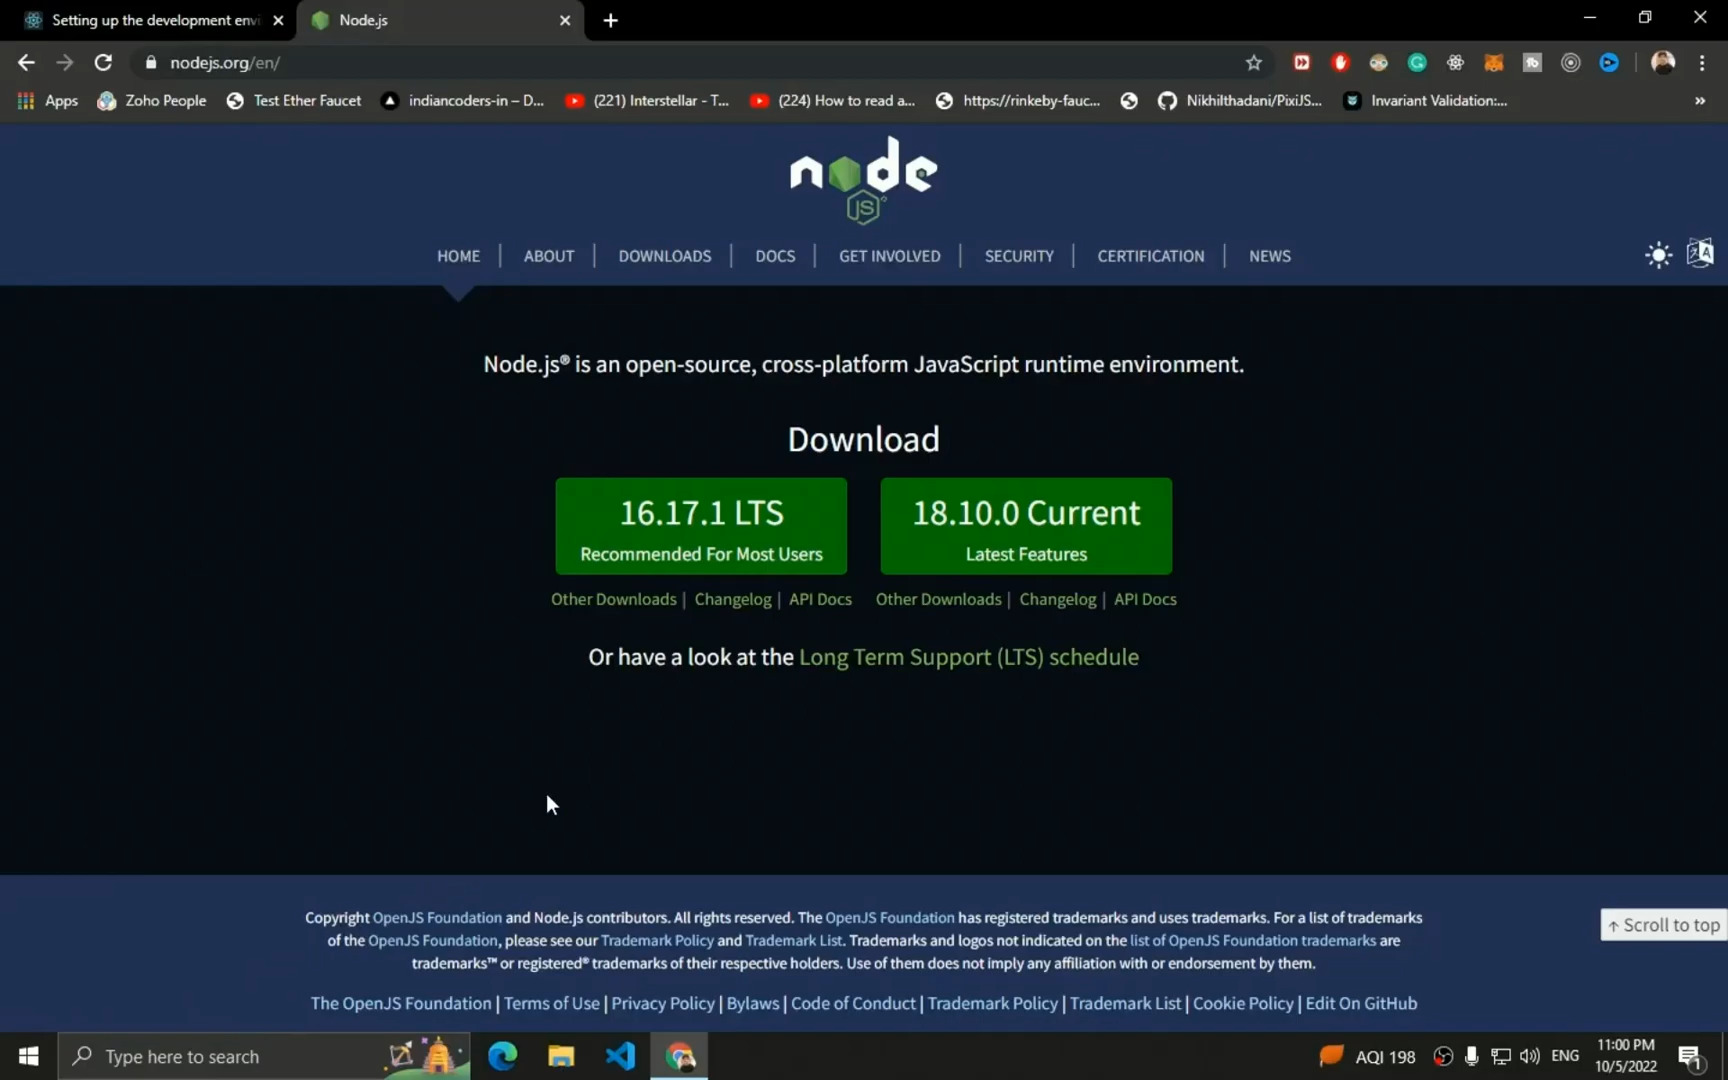 Setting up the development envi
Node.js
nodejs.org/en/
Apps
Zoho People
Test Ether Faucet
indiancoders-in – D...
(221) Interstellar - T...
(224) How to read a...
https://rinkeby-fauc...
Nikhilthadani/PixiJS...
Invariant Validation:...
»
node
JS
HOME | ABOUT | DOWNLOADS | DOCS | GET INVOLVED | SECURITY | CERTIFICATION | NEWS
Node.js® is an open-source, cross-platform JavaScript runtime environment.
Download
16.17.1 LTS
Recommended For Most Users
18.10.0 Current
Latest Features
Other Downloads | Changelog | API Docs
Other Downloads | Changelog | API Docs
Or have a look at the Long Term Support (LTS) schedule
Copyright OpenJS Foundation and Node.js contributors. All rights reserved. The OpenJS Foundation has registered trademarks and uses trademarks. For a list of trademarks
of the OpenJS Foundation, please see our Trademark Policy and Trademark List. Trademarks and logos not indicated on the list of OpenJS Foundation trademarks are
trademarks™ or registered® trademarks of their respective holders. Use of them does not imply any affiliation with or endorsement by them.
↑ Scroll to top
The OpenJS Foundation | Terms of Use | Privacy Policy | Bylaws | Code of Conduct | Trademark Policy | Trademark List | Cookie Policy | Edit On GitHub
Type here to search
AQI 198
ENG
11:00 PM
10/5/2022
1